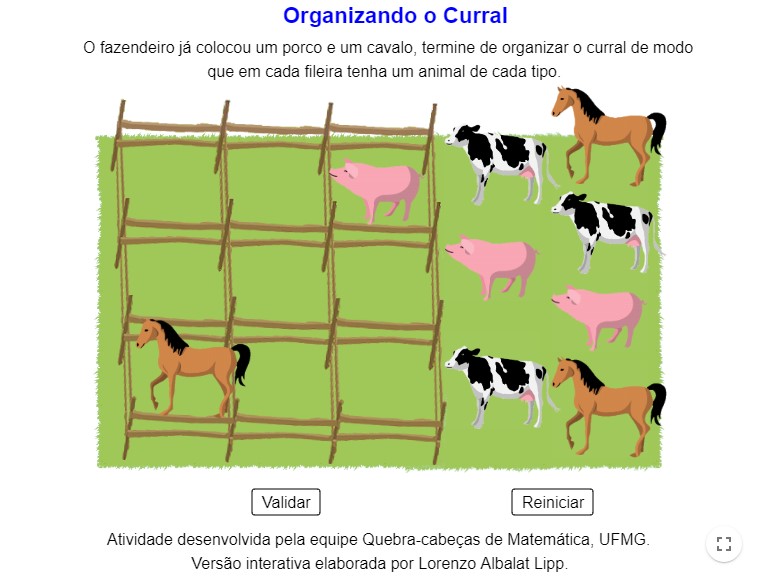 Organizando o Curral
O fazendeiro já colocou um porco e um cavalo, termine de organizar o curral de modo
que em cada fileira tenha um animal de cada tipo.
Validar
Reiniciar
Atividade desenvolvida pela equipe Quebra-cabeças de Matemática, UFMG.
Versão interativa elaborada por Lorenzo Albalat Lipp.